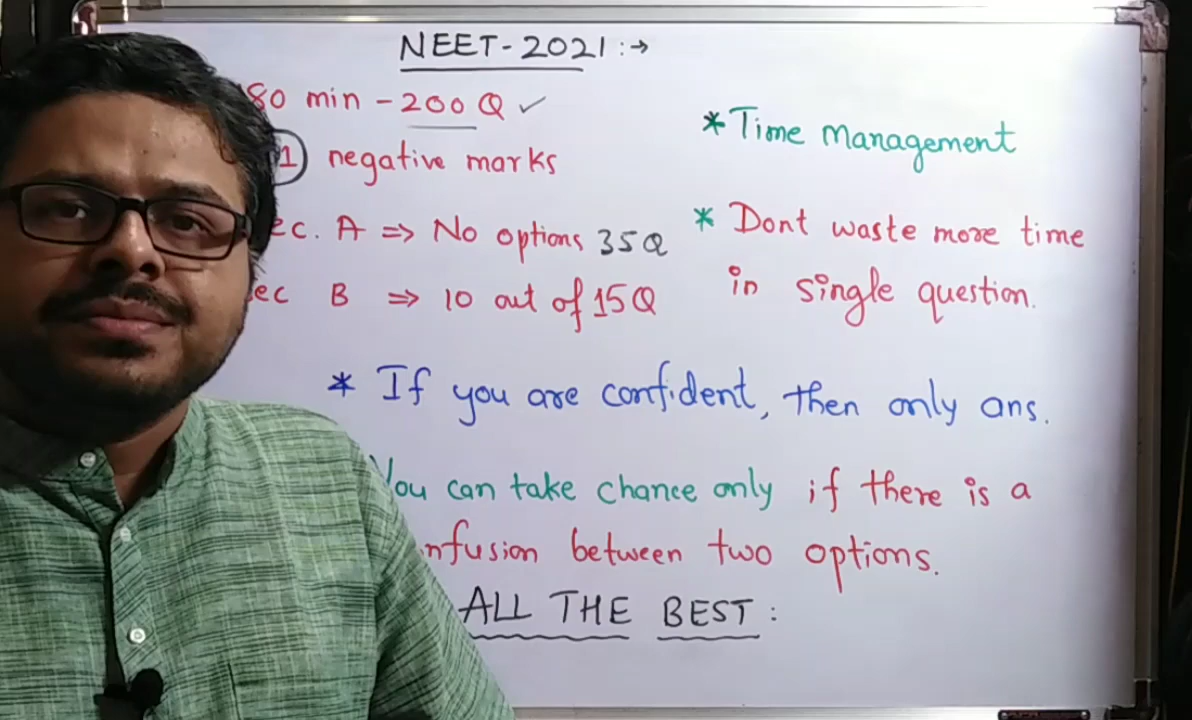 NEET-2021:→
80 min - 200 Q ✓
1) negative marks
ec. A ⇒ No options 35Q
ec B ⇒ 10 out of 15Q
* Time Management
* Dont waste more time
in single question.
* If you are confident, then only ans.
You can take chance only if there is a
nfusion between two options.
ALL THE BEST: